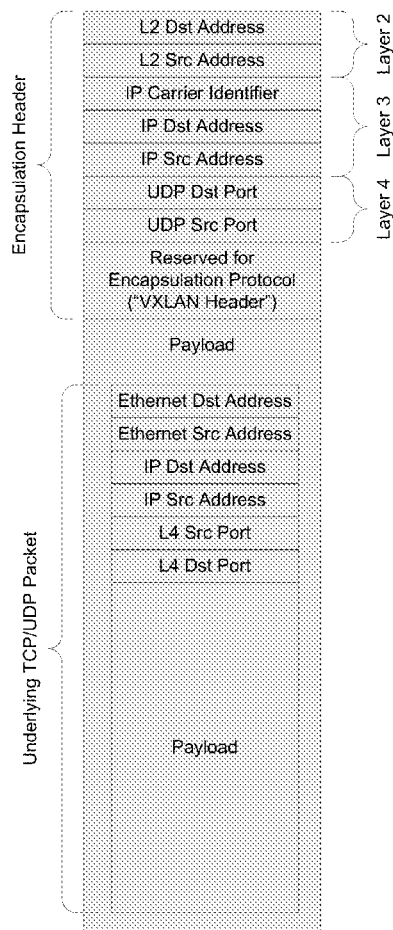 L2 Dst Address
L2 Src Address
IP Carrier Identifier
IP Dst Address
IP Src Address
UDP Dst Port
UDP Src Port
Reserved for
Encapsulation Protocol
("VXLAN Header")
Payload
Ethernet Dst Address
Ethernet Src Address
IP Dst Address
IP Src Address
L4 Src Port
L4 Dst Port
Payload
Encapsulation Header
Underlying TCP/UDP Packet
Layer 2
Layer 3
Layer 4